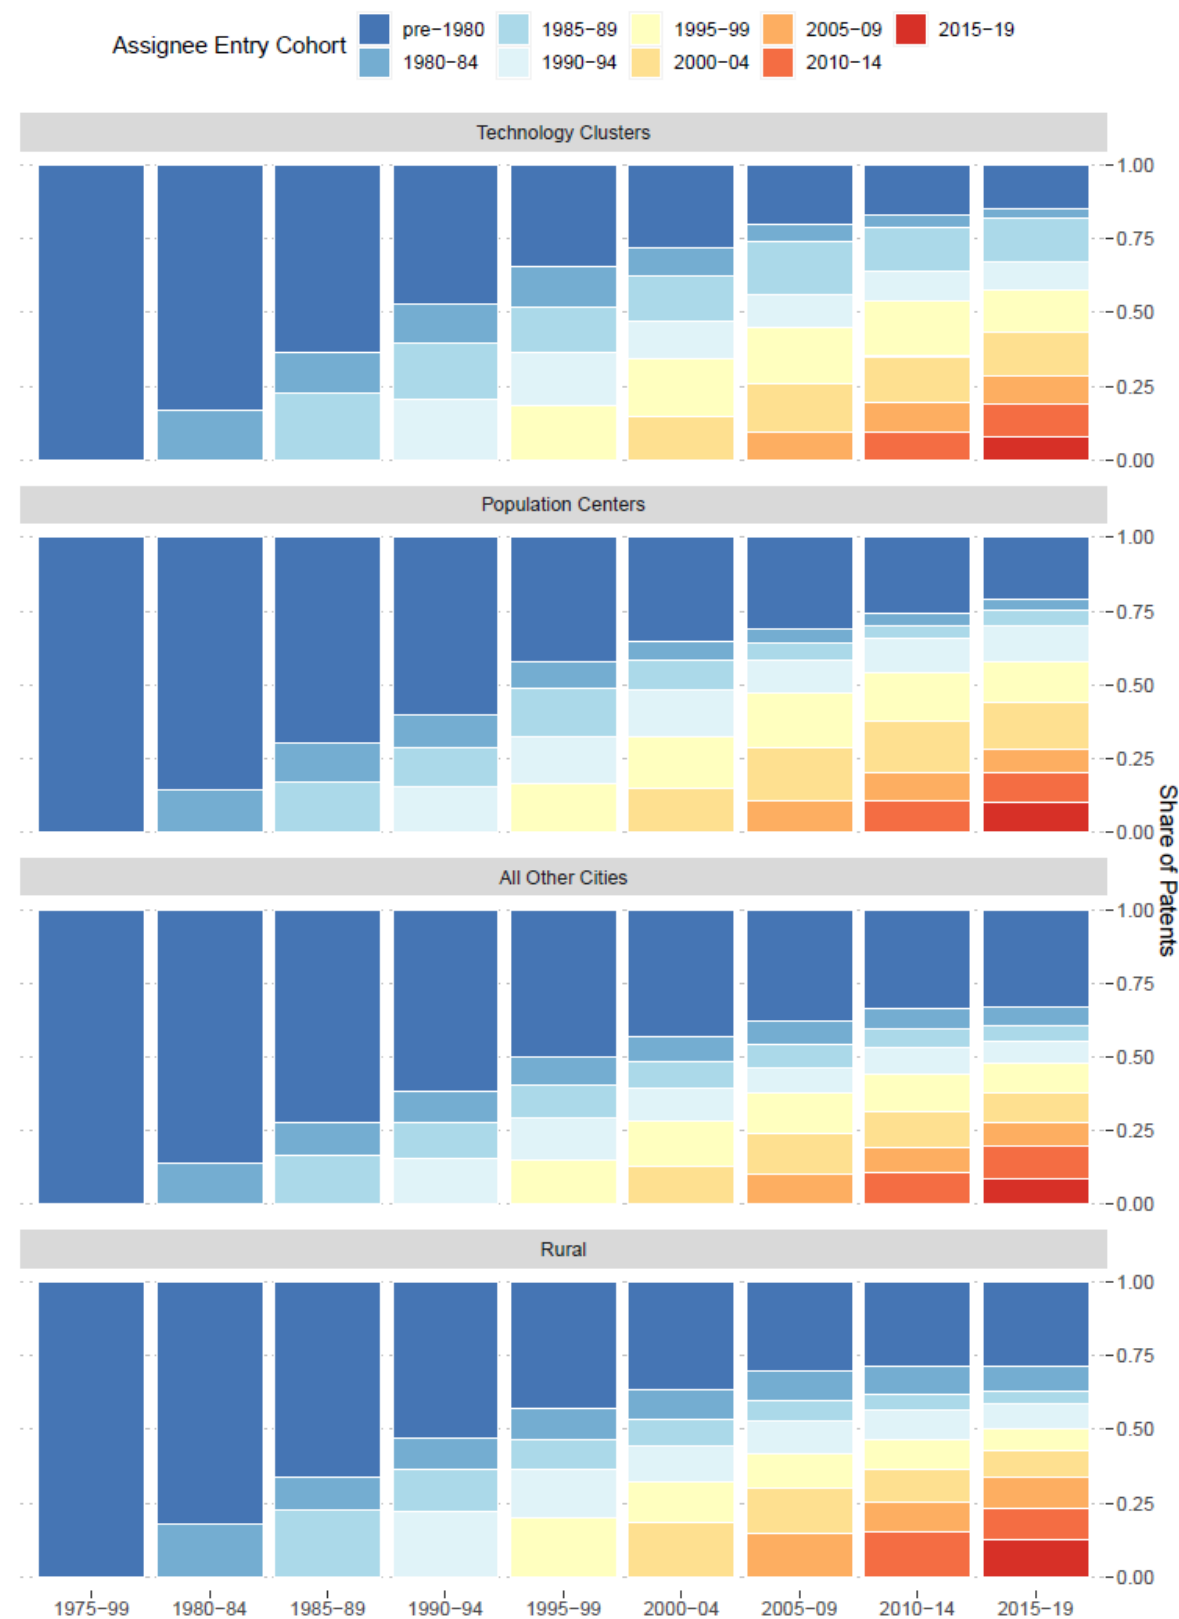 Assignee Entry Cohort
pre−1980 1985−89 1995−99 2005−09 2015−19
1980−84 1990−94 2000−04 2010−14
Technology Clusters
1.00
0.75
0.50
0.25
0.00
Population Centers
1.00
0.75
0.50
0.25
0.00
All Other Cities
1.00
0.75
0.50
0.25
0.00
Rural
1.00
0.75
0.50
0.25
0.00
Share of Patents
1975−99 1980−84 1985−89 1990−94 1995−99 2000−04 2005−09 2010−14 2015−19